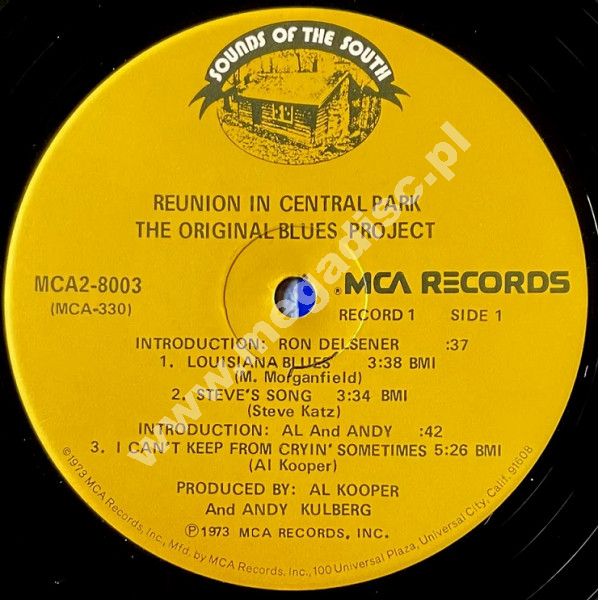 SOUNDS OF THE SOUTH
REUNION IN CENTRAL PARK
THE ORIGINAL BLUES PROJECT
MCA2-8003
(MCA-330)
® MCA RECORDS
RECORD 1 SIDE 1
INTRODUCTION: RON DELSENER :37
1. LOUISIANA BLUES 3:38 BMI
(M. Morganfield)
2. STEVE'S SONG 3:34 BMI
(Steve Katz)
INTRODUCTION: AL And ANDY :42
3. I CAN'T KEEP FROM CRYIN' SOMETIMES 5:26 BMI
(Al Kooper)
PRODUCED BY: AL KOOPER
And ANDY KULBERG
℗1973 MCA RECORDS, INC.
©1973 MCA Records, Inc., Mfd. by MCA Records, Inc., 100 Universal Plaza, Universal City, Calif. 91608
www.megadisc.pl